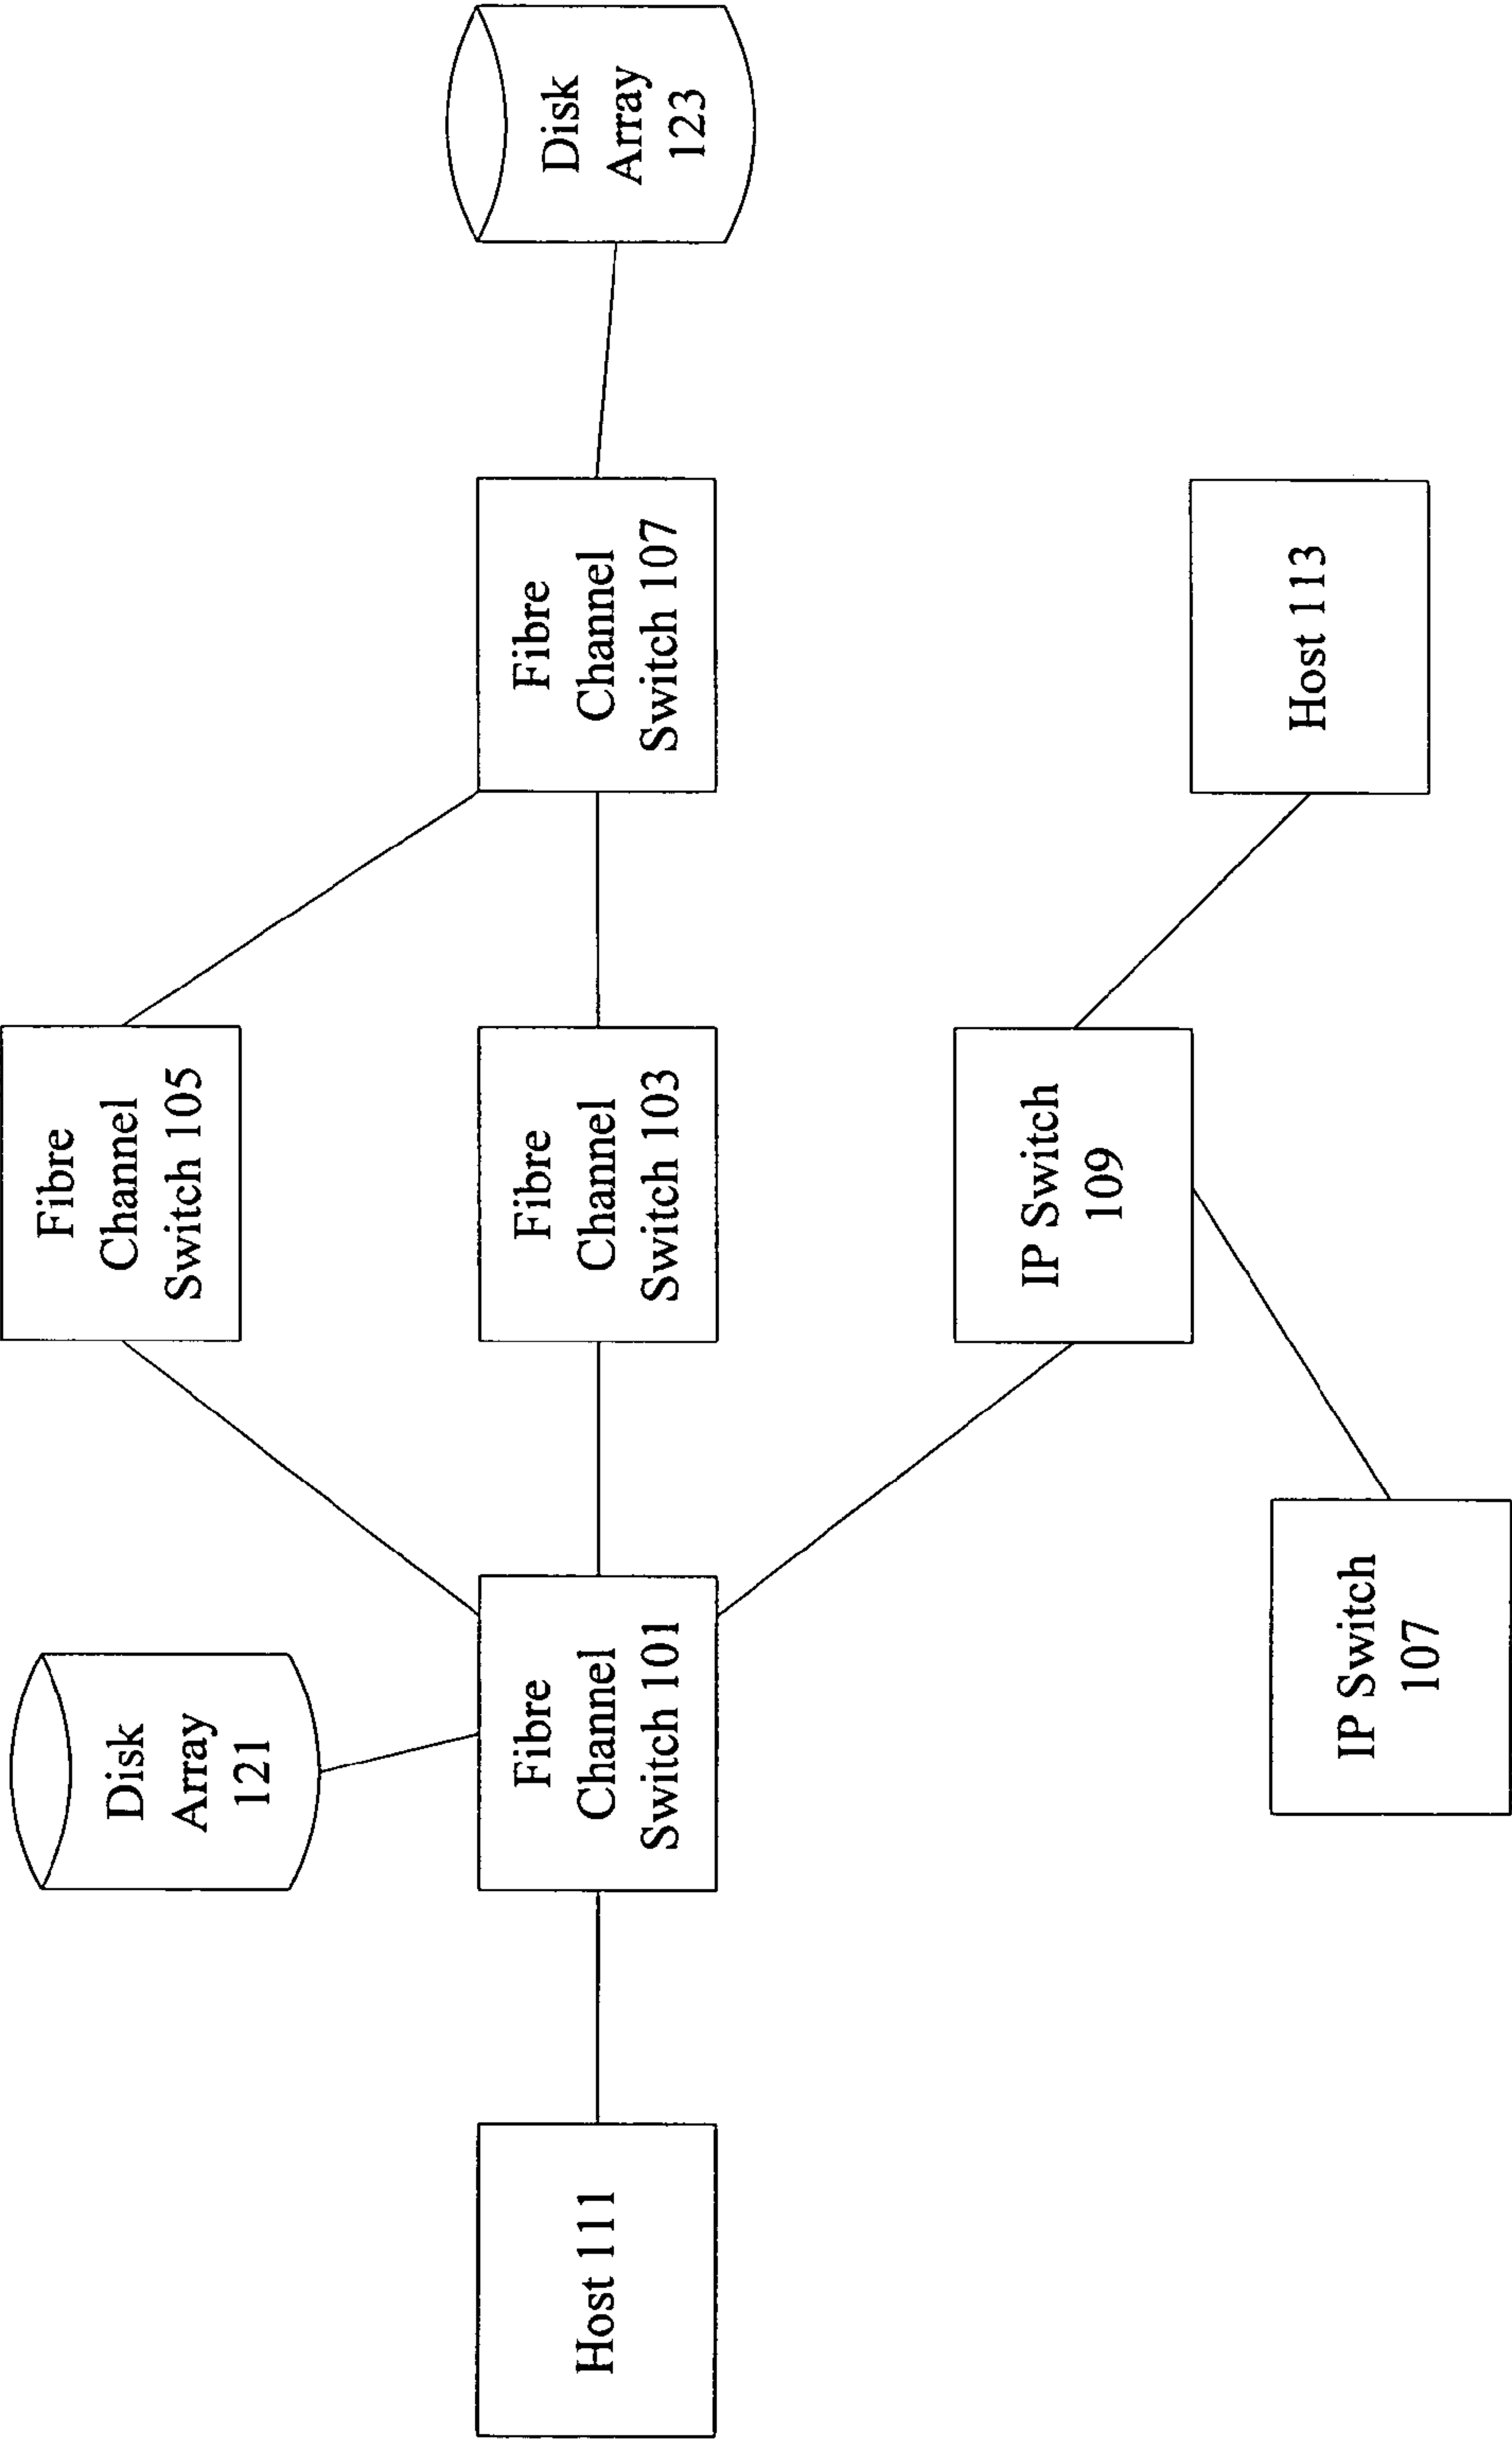 Disk
Array
121
Fibre
Channel
Switch 105
Host 111
Fibre
Channel
Switch 101
Fibre
Channel
Switch 103
Fibre
Channel
Switch 107
Disk
Array
123
IP Switch
109
IP Switch
107
Host 113